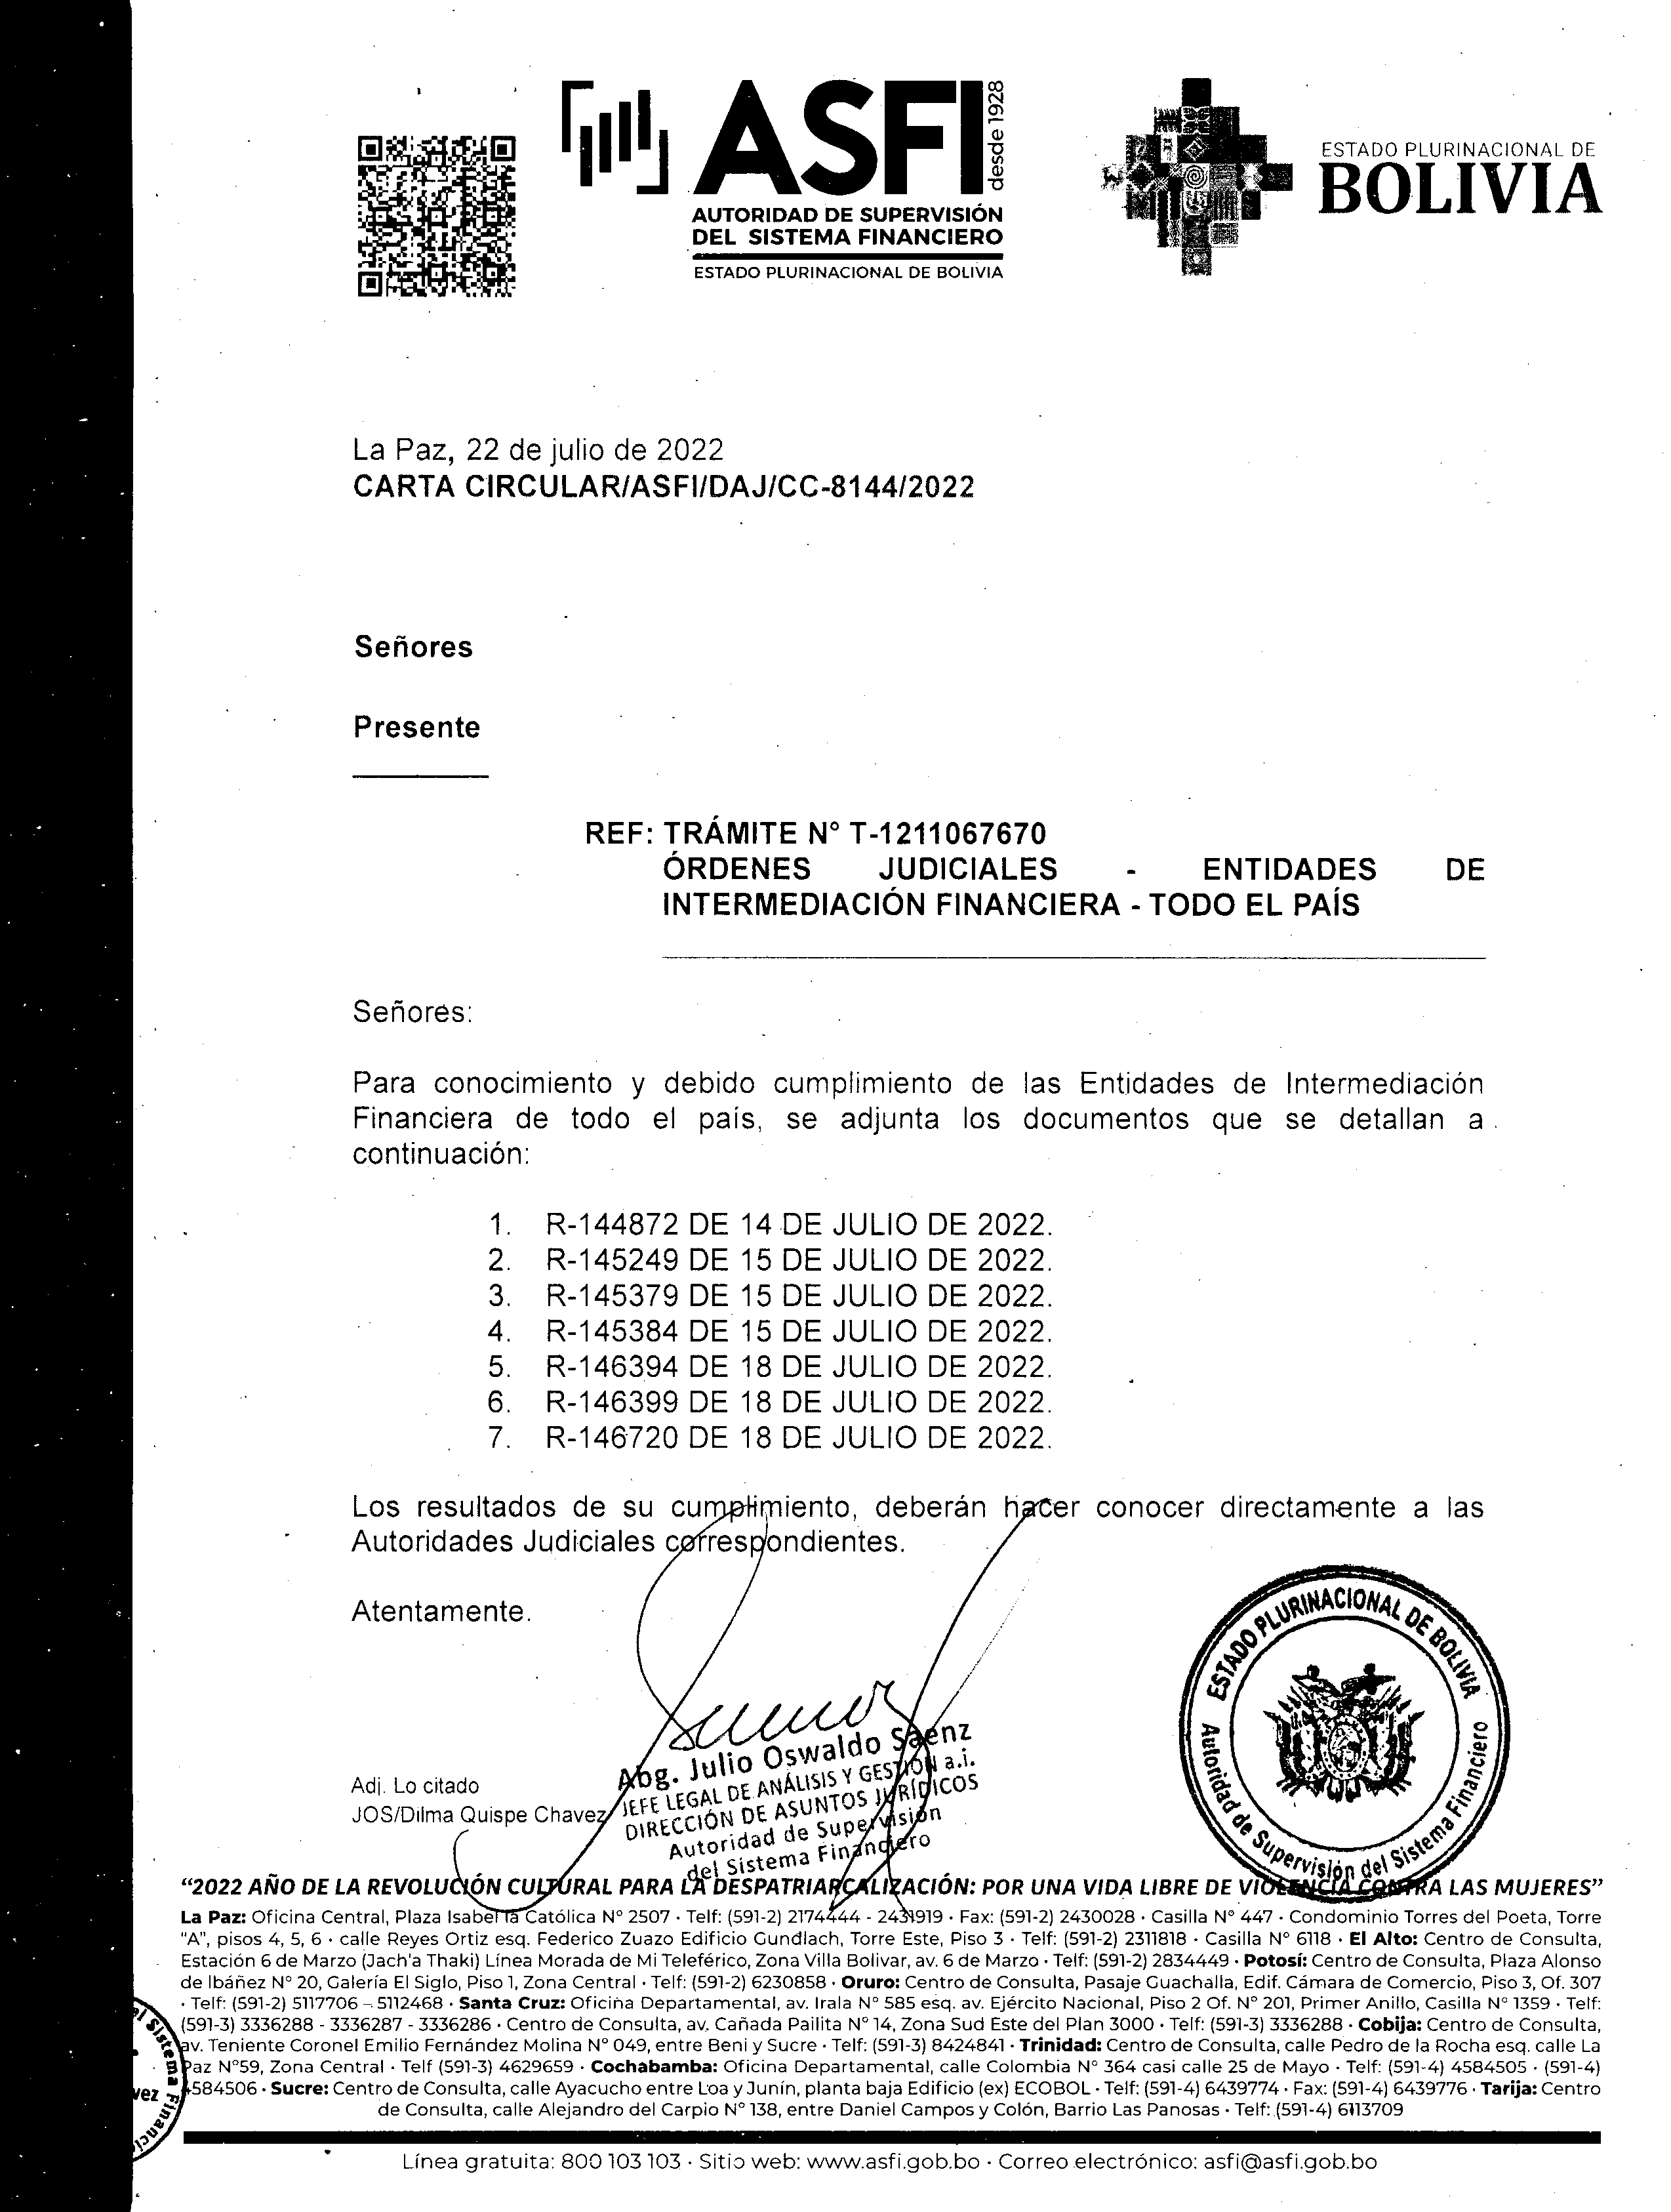 ASFI
desde 1928
AUTORIDAD DE SUPERVISIÓN
DEL SISTEMA FINANCIERO
ESTADO PLURINACIONAL DE BOLIVIA
ESTADO PLURINACIONAL DE
BOLIVIA
La Paz, 22 de julio de 2022
CARTA CIRCULAR/ASFI/DAJ/CC-8144/2022
Señores
Presente
REF: TRÁMITE N° T-1211067670
ÓRDENES JUDICIALES - ENTIDADES DE
INTERMEDIACIÓN FINANCIERA - TODO EL PAÍS
Señores:
Para conocimiento y debido cumplimiento de las Entidades de Intermediación
Financiera de todo el país, se adjunta los documentos que se detallan a
continuación:
1. R-144872 DE 14 DE JULIO DE 2022.
2. R-145249 DE 15 DE JULIO DE 2022.
3. R-145379 DE 15 DE JULIO DE 2022.
4. R-145384 DE 15 DE JULIO DE 2022.
5. R-146394 DE 18 DE JULIO DE 2022.
6. R-146399 DE 18 DE JULIO DE 2022.
7. R-146720 DE 18 DE JULIO DE 2022.
Los resultados de su cumplimiento, deberán hacer conocer directamente a las
Autoridades Judiciales correspondientes.
Atentamente.
Abg. Julio Oswaldo Saenz
JEFE LEGAL DE ANÁLISIS Y GESTIÓN a.i.
DIRECCIÓN DE ASUNTOS JURÍDICOS
Autoridad de Supervisión
del Sistema Financiero
ESTADO PLURINACIONAL DE BOLIVIA
Autoridad de Supervisión del Sistema Financiero
Adj. Lo citado
JOS/Dilma Quispe Chavez
“2022 AÑO DE LA REVOLUCIÓN CULTURAL PARA LA DESPATRIARCALIZACIÓN: POR UNA VIDA LIBRE DE VIOLENCIA CONTRA LAS MUJERES”
La Paz: Oficina Central, Plaza Isabel la Católica N° 2507 · Telf: (591-2) 2174444 - 2431919 · Fax: (591-2) 2430028 · Casilla N° 447 · Condominio Torres del Poeta, Torre
"A", pisos 4, 5, 6 · calle Reyes Ortiz esq. Federico Zuazo Edificio Gundlach, Torre Este, Piso 3 · Telf: (591-2) 2311818 · Casilla N° 6118 · El Alto: Centro de Consulta,
Estación 6 de Marzo (Jach'a Thaki) Línea Morada de Mi Teleférico, Zona Villa Bolivar, av. 6 de Marzo · Telf: (591-2) 2834449 · Potosí: Centro de Consulta, Plaza Alonso
de Ibáñez N° 20, Galería El Siglo, Piso 1, Zona Central · Telf: (591-2) 6230858 · Oruro: Centro de Consulta, Pasaje Guachalla, Edif. Cámara de Comercio, Piso 3, Of. 307
· Telf: (591-2) 5117706 – 5112468 · Santa Cruz: Oficina Departamental, av. Irala N° 585 esq. av. Ejército Nacional, Piso 2 Of. N° 201, Primer Anillo, Casilla N° 1359 · Telf:
(591-3) 3336288 - 3336287 - 3336286 · Centro de Consulta, av. Cañada Pailita N° 14, Zona Sud Este del Plan 3000 · Telf: (591-3) 3336288 · Cobija: Centro de Consulta,
av. Teniente Coronel Emilio Fernández Molina N° 049, entre Beni y Sucre · Telf: (591-3) 8424841 · Trinidad: Centro de Consulta, calle Pedro de la Rocha esq. calle La
Paz N°59, Zona Central · Telf (591-3) 4629659 · Cochabamba: Oficina Departamental, calle Colombia N° 364 casi calle 25 de Mayo · Telf: (591-4) 4584505 · (591-4)
4584506 · Sucre: Centro de Consulta, calle Ayacucho entre Loa y Junín, planta baja Edificio (ex) ECOBOL · Telf: (591-4) 6439774 · Fax: (591-4) 6439776 · Tarija: Centro
de Consulta, calle Alejandro del Carpio N° 138, entre Daniel Campos y Colón, Barrio Las Panosas · Telf: (591-4) 6113709
Línea gratuita: 800 103 103 · Sitio web: www.asfi.gob.bo · Correo electrónico: asfi@asfi.gob.bo